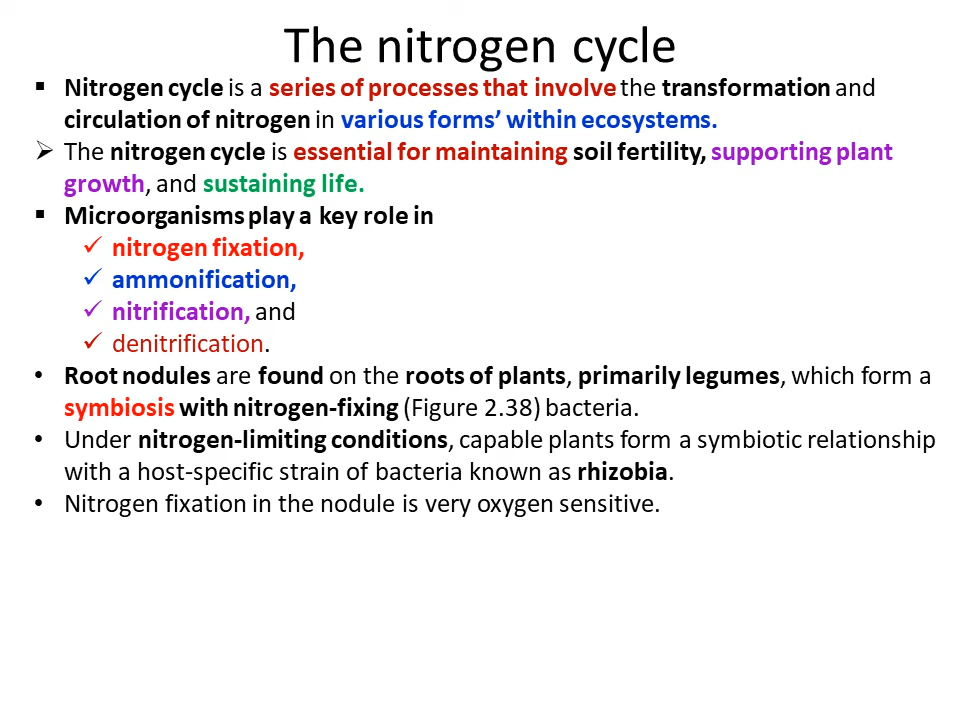 The nitrogen cycle
▪ Nitrogen cycle is a series of processes that involve the transformation and
circulation of nitrogen in various forms’ within ecosystems.
➢ The nitrogen cycle is essential for maintaining soil fertility, supporting plant
growth, and sustaining life.
▪ Microorganisms play a key role in
✓ nitrogen fixation,
✓ ammonification,
✓ nitrification, and
✓ denitrification.
• Root nodules are found on the roots of plants, primarily legumes, which form a
symbiosis with nitrogen-fixing (Figure 2.38) bacteria.
• Under nitrogen-limiting conditions, capable plants form a symbiotic relationship
with a host-specific strain of bacteria known as rhizobia.
• Nitrogen fixation in the nodule is very oxygen sensitive.